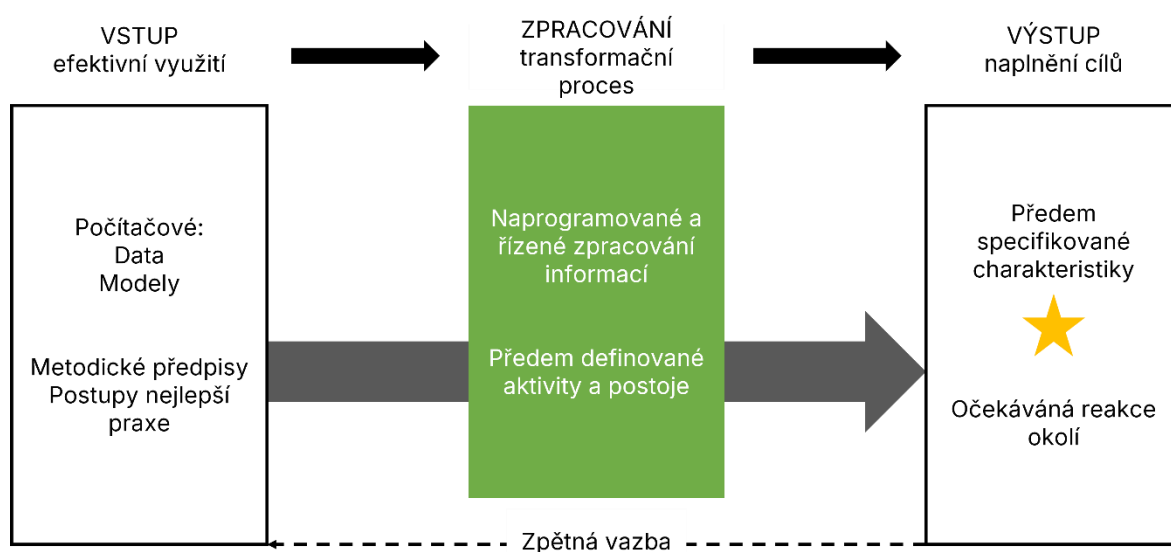 VSTUP
efektivní využití
ZPRACOVÁNÍ
transformační
proces
VÝSTUP
naplnění cílů
Počítačové:
Data
Modely
Metodické předpisy
Postupy nejlepší
praxe
Naprogramované a
řízené zpracování
informací
Předem definované
aktivity a postoje
Předem
specifikované
charakteristiky
Očekáváná reakce
okolí
Zpětná vazba